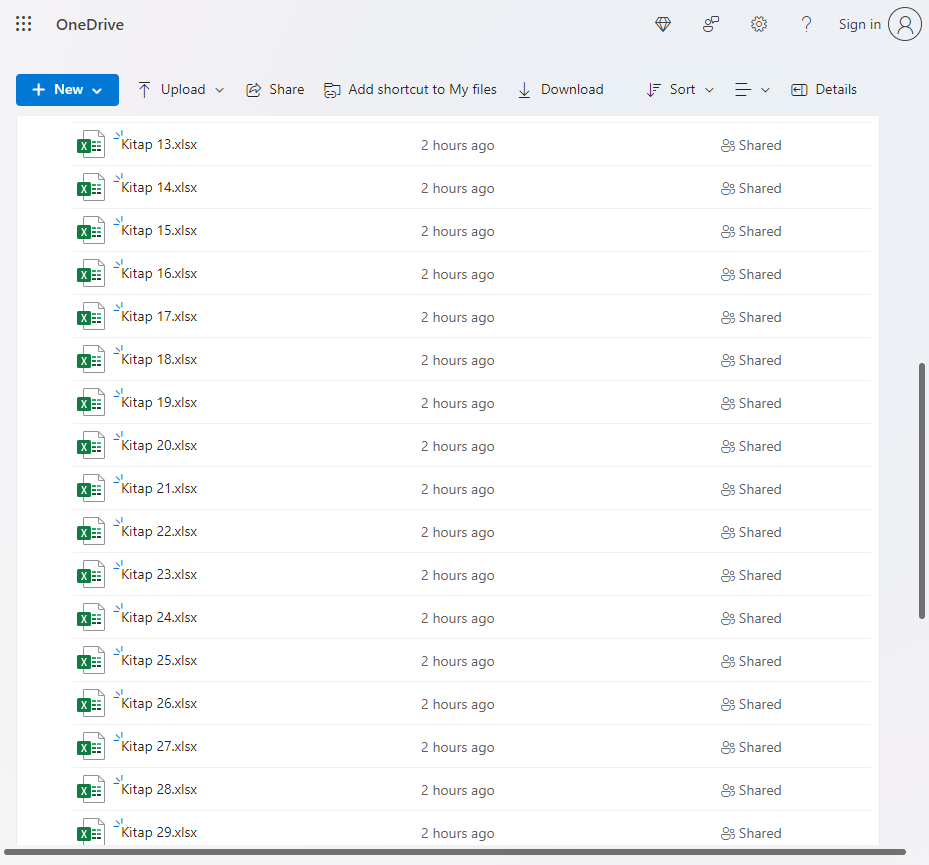 OneDrive Sign in
New Upload Share Add shortcut to My files Download Sort Details
Kitap 13.xlsx 2 hours ago Shared
Kitap 14.xlsx 2 hours ago Shared
Kitap 15.xlsx 2 hours ago Shared
Kitap 16.xlsx 2 hours ago Shared
Kitap 17.xlsx 2 hours ago Shared
Kitap 18.xlsx 2 hours ago Shared
Kitap 19.xlsx 2 hours ago Shared
Kitap 20.xlsx 2 hours ago Shared
Kitap 21.xlsx 2 hours ago Shared
Kitap 22.xlsx 2 hours ago Shared
Kitap 23.xlsx 2 hours ago Shared
Kitap 24.xlsx 2 hours ago Shared
Kitap 25.xlsx 2 hours ago Shared
Kitap 26.xlsx 2 hours ago Shared
Kitap 27.xlsx 2 hours ago Shared
Kitap 28.xlsx 2 hours ago Shared
Kitap 29.xlsx 2 hours ago Shared